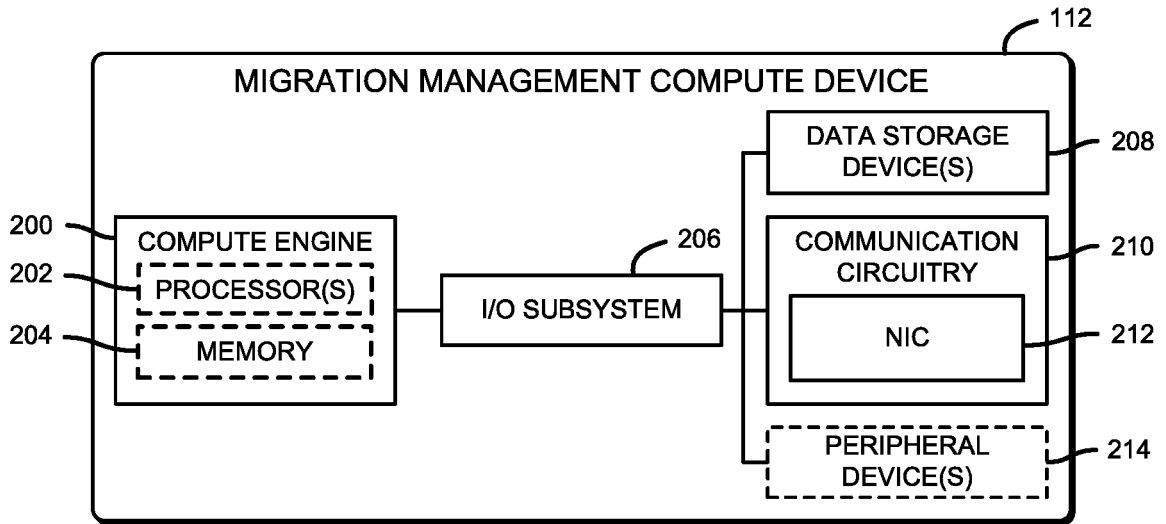 112
MIGRATION MANAGEMENT COMPUTE DEVICE
DATA STORAGE
DEVICE(S)
208
200
COMPUTE ENGINE
202
PROCESSOR(S)
204
MEMORY
206
I/O SUBSYSTEM
COMMUNICATION
CIRCUITRY
210
NIC
212
PERIPHERAL
DEVICE(S)
214